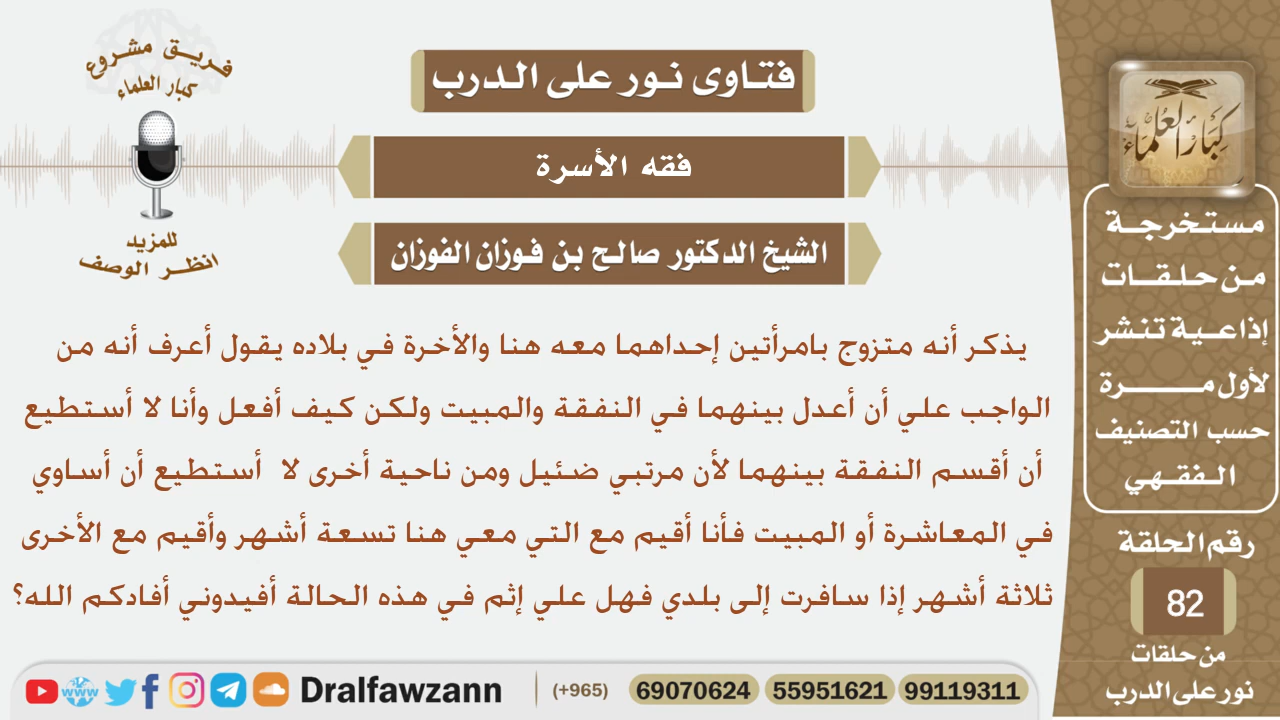 فريق مشروع
كبار العلماء
للمزيد
انظر الوصف
فتاوى نور على الدرب
فقه الأسرة
الشيخ الدكتور صالح بن فوزان الفوزان
يذكر أنه متزوج بامرأتين إحداهما معه هنا والأخرة في بلاده يقول أعرف أنه من
الواجب علي أن أعدل بينهما في النفقة والمبيت ولكن كيف أفعل وأنا لا أستطيع
أن أقسم النفقة بينهما لأن مرتبي ضئيل ومن ناحية أخرى لا أستطيع أن أساوي
في المعاشرة أو المبيت فأنا أقيم مع التي معي هنا تسعة أشهر وأقيم مع الأخرى
ثلاثة أشهر إذا سافرت إلى بلدي فهل علي إثم في هذه الحالة أفيدوني أفادكم الله؟
كبار العلماء
مستخرجة
من حلقات
إذاعية تنشر
لأول مرة
حسب التصنيف
الفقهي
رقم الحلقة
82
من حلقات
نور على الدرب
www Dralfawzann (+965) 69070624 55951621 99119311